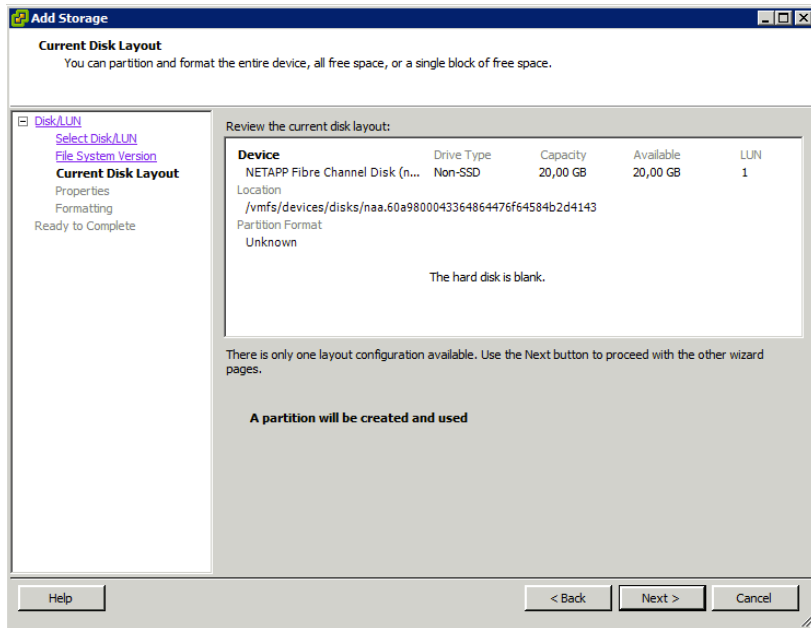 Add Storage
Current Disk Layout
You can partition and format the entire device, all free space, or a single block of free space.
Disk/LUN
Select Disk/LUN
File System Version
Current Disk Layout
Properties
Formatting
Ready to Complete
Review the current disk layout:
Device Drive Type Capacity Available LUN
NETAPP Fibre Channel Disk (n... Non-SSD 20,00 GB 20,00 GB 1
Location
/vmfs/devices/disks/naa.60a9800043364864476f64584b2d4143
Partition Format
Unknown
The hard disk is blank.
There is only one layout configuration available. Use the Next button to proceed with the other wizard
pages.
A partition will be created and used
Help < Back Next > Cancel